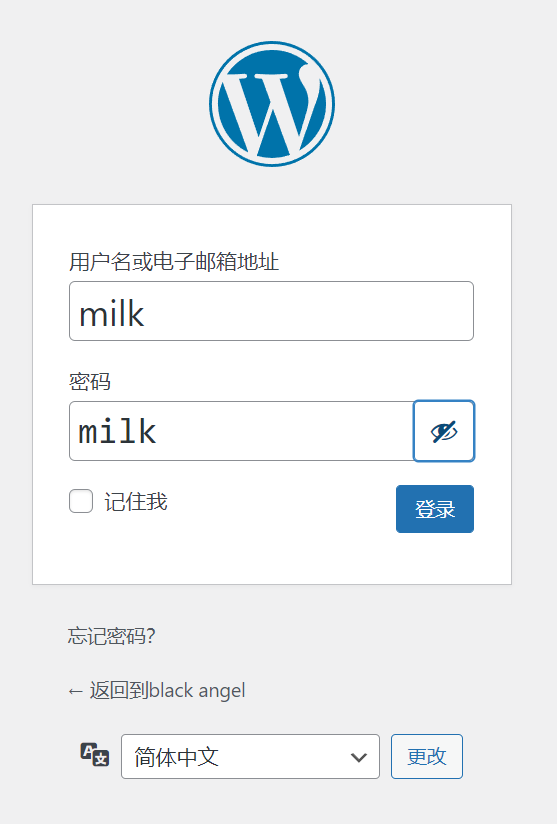 用户名或电子邮箱地址
milk
密码
milk
记住我
登录
忘记密码?
← 返回到black angel
简体中文
更改